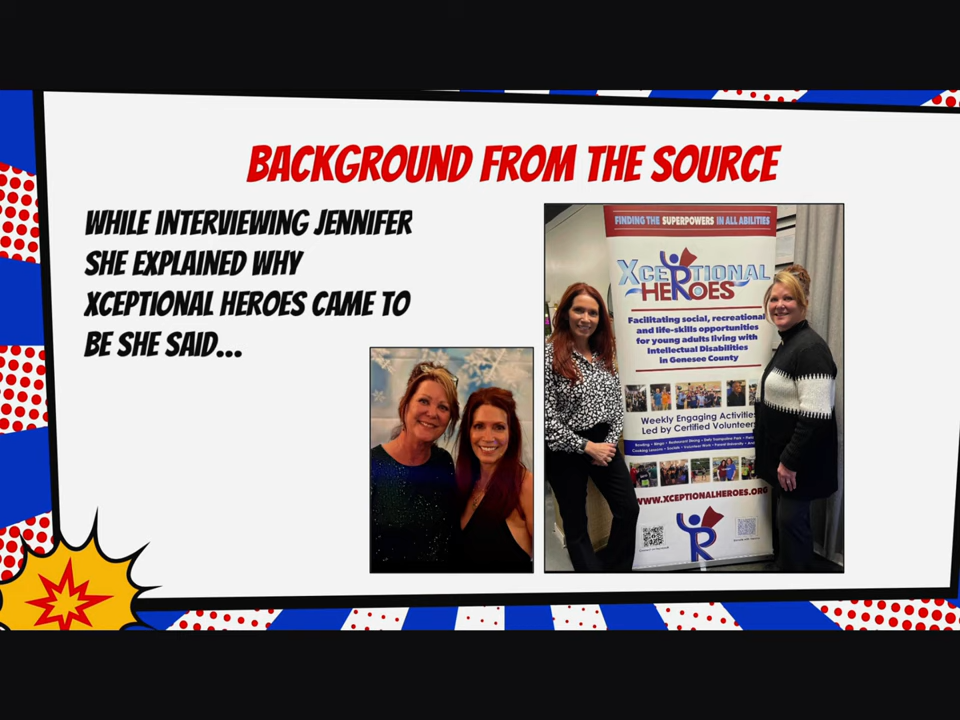 BACKGROUND FROM THE SOURCE
WHILE INTERVIEWING JENNIFER
SHE EXPLAINED WHY
XCEPTIONAL HEROES CAME TO
BE SHE SAID...
FINDING THE SUPERPOWERS IN ALL ABILITIES
XCEPTIONAL
HEROES
Facilitating social, recreational
and life-skills opportunities
for young adults living with
Intellectual Disabilities
in Genesee County
Weekly Engaging Activities
Led by Certified Volunteers
WWW.XCEPTIONALHEROES.ORG